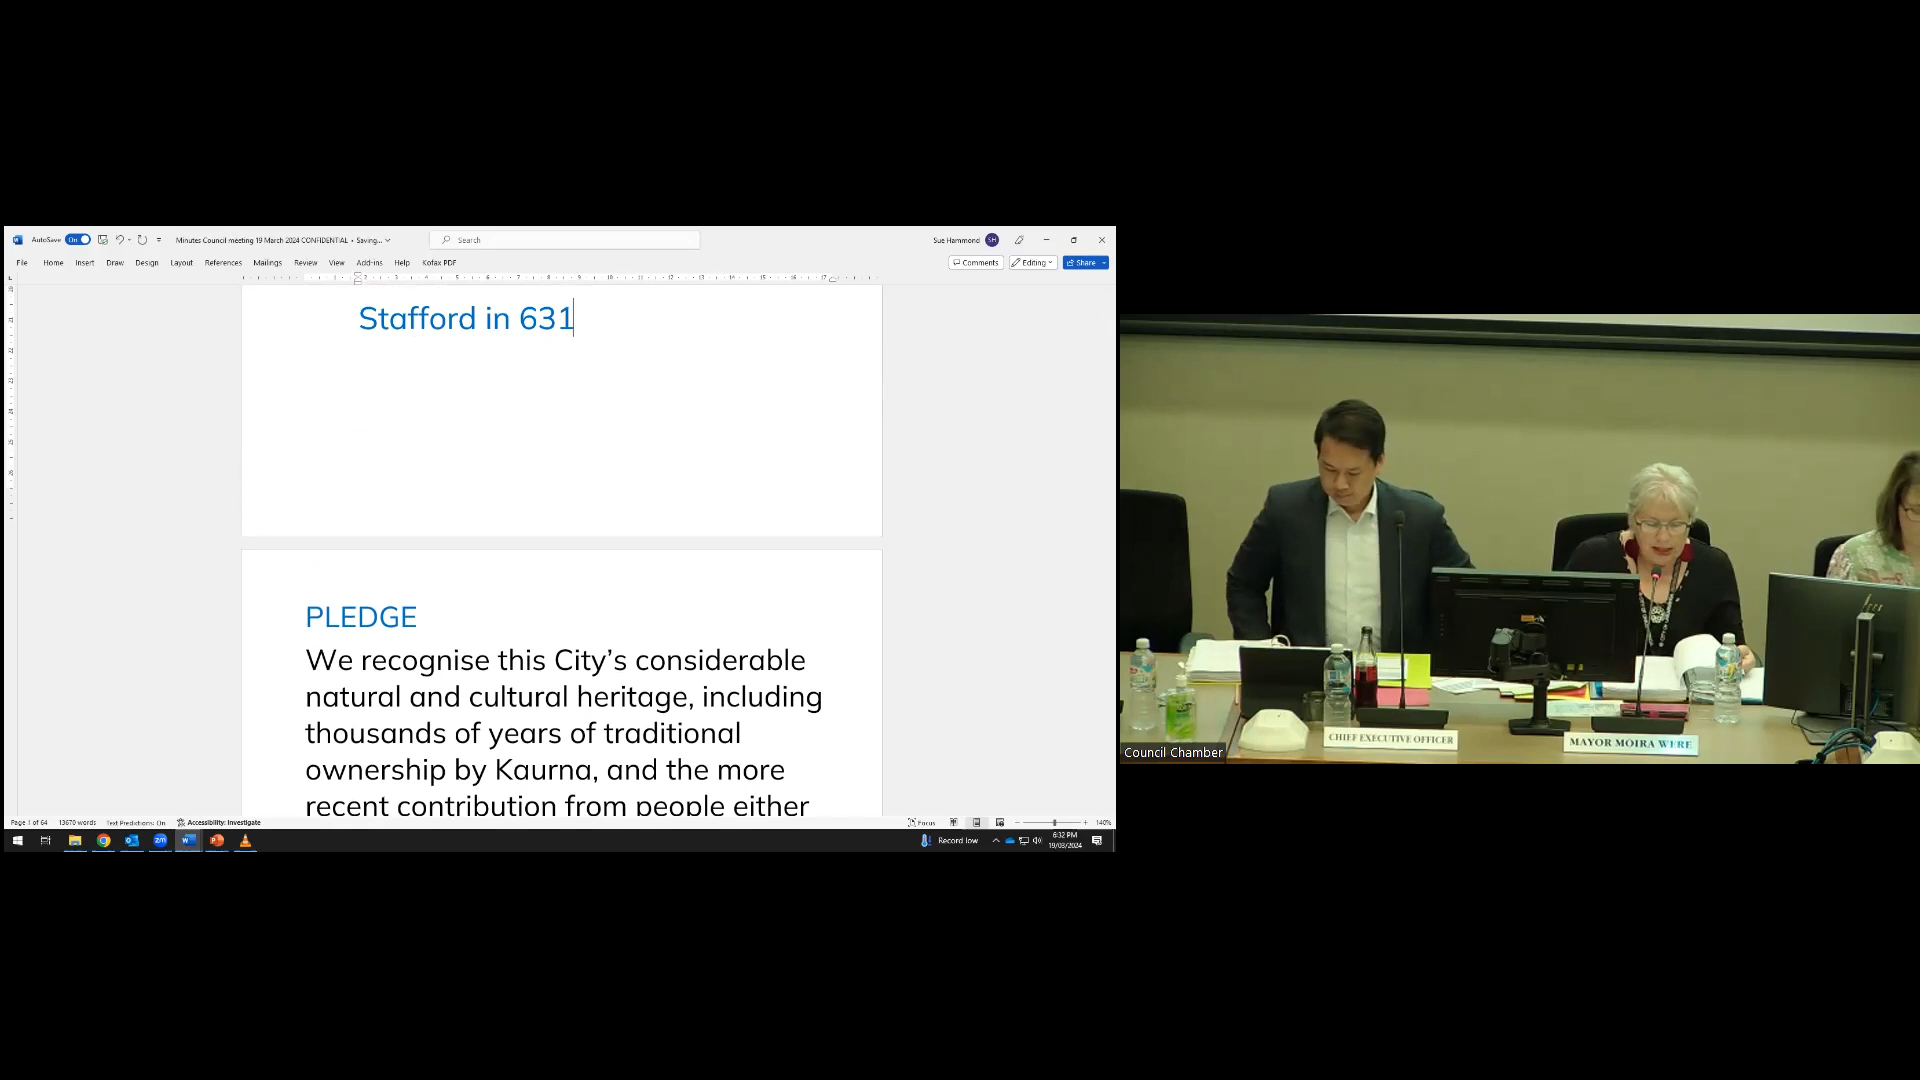 AutoSave On Minutes Council meeting 19 March 2024 CONFIDENTIAL • Saving... Search Sue Hammond SH
File Home Insert Draw Design Layout References Mailings Review View Add-ins Help Kofax PDF Comments Editing Share
Stafford in 631
PLEDGE
We recognise this City’s considerable
natural and cultural heritage, including
thousands of years of traditional
ownership by Kaurna, and the more
recent contribution from people either
Page 1 of 64 13670 words Text Predictions: On Accessibility: Investigate Focus 140%
Record low 6:32 PM
19/03/2024
CHIEF EXECUTIVE OFFICER
MAYOR MOIRA WERE
Council Chamber